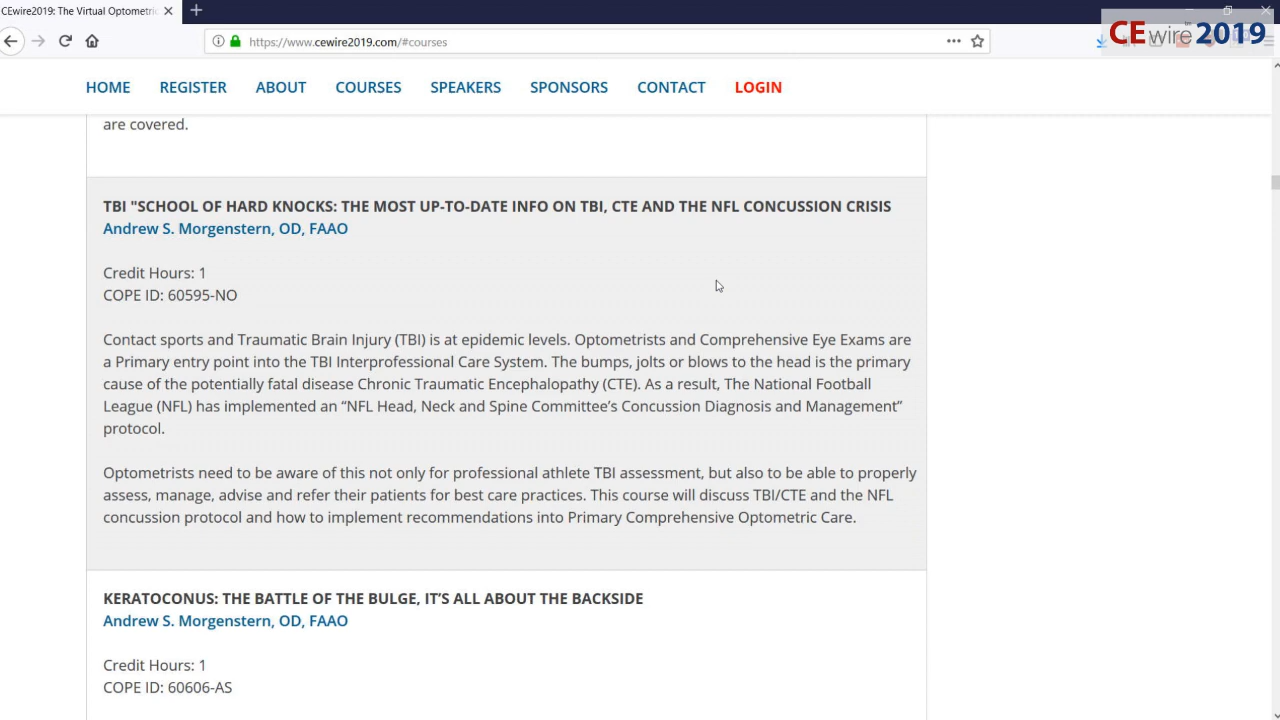 CEwire2019: The Virtual Optometric
https://www.cewire2019.com/#courses
CEwire 2019
HOME REGISTER ABOUT COURSES SPEAKERS SPONSORS CONTACT LOGIN
are covered.
TBI "SCHOOL OF HARD KNOCKS: THE MOST UP-TO-DATE INFO ON TBI, CTE AND THE NFL CONCUSSION CRISIS
Andrew S. Morgenstern, OD, FAAO
Credit Hours: 1
COPE ID: 60595-NO
Contact sports and Traumatic Brain Injury (TBI) is at epidemic levels. Optometrists and Comprehensive Eye Exams are
a Primary entry point into the TBI Interprofessional Care System. The bumps, jolts or blows to the head is the primary
cause of the potentially fatal disease Chronic Traumatic Encephalopathy (CTE). As a result, The National Football
League (NFL) has implemented an “NFL Head, Neck and Spine Committee’s Concussion Diagnosis and Management”
protocol.
Optometrists need to be aware of this not only for professional athlete TBI assessment, but also to be able to properly
assess, manage, advise and refer their patients for best care practices. This course will discuss TBI/CTE and the NFL
concussion protocol and how to implement recommendations into Primary Comprehensive Optometric Care.
KERATOCONUS: THE BATTLE OF THE BULGE, IT’S ALL ABOUT THE BACKSIDE
Andrew S. Morgenstern, OD, FAAO
Credit Hours: 1
COPE ID: 60606-AS